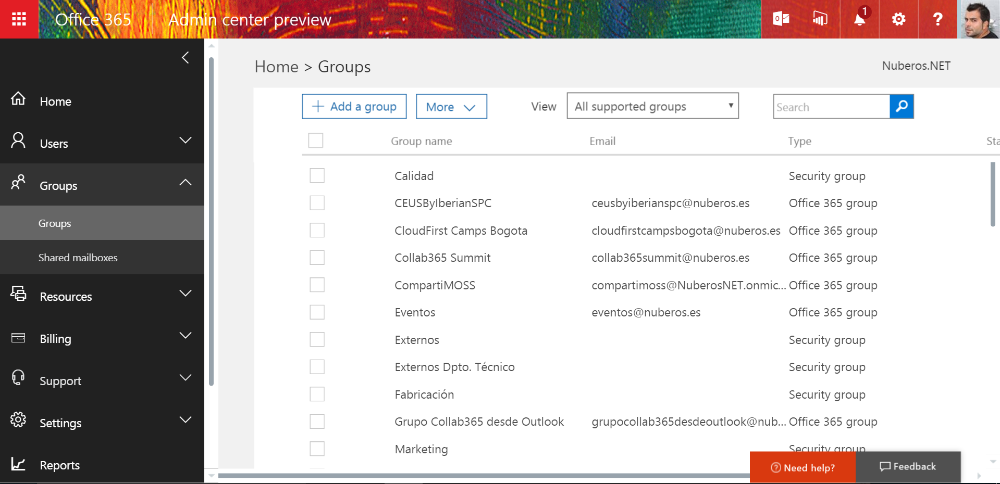 Office 365 Admin center preview
1
Home > Groups
Nuberos.NET
Home
Users
Groups
Groups
Shared mailboxes
Resources
Billing
Support
Settings
Reports
Add a group More View All supported groups Search
Group name Email Type Sta
Calidad Security group
CEUSByIberianSPC ceusbyiberianspc@nuberos.es Office 365 group
CloudFirst Camps Bogota cloudfirstcampsbogota@nuberos.es Office 365 group
Collab365 Summit collab365summit@nuberos.es Office 365 group
CompartiMOSS compartimoss@NuberosNET.onmic... Office 365 group
Eventos eventos@nuberos.es Office 365 group
Externos Security group
Externos Dpto. Técnico Security group
Fabricación Security group
Grupo Collab365 desde Outlook grupocollab365desdeoutlook@nub... Office 365 group
Marketing Security group
Need help? Feedback